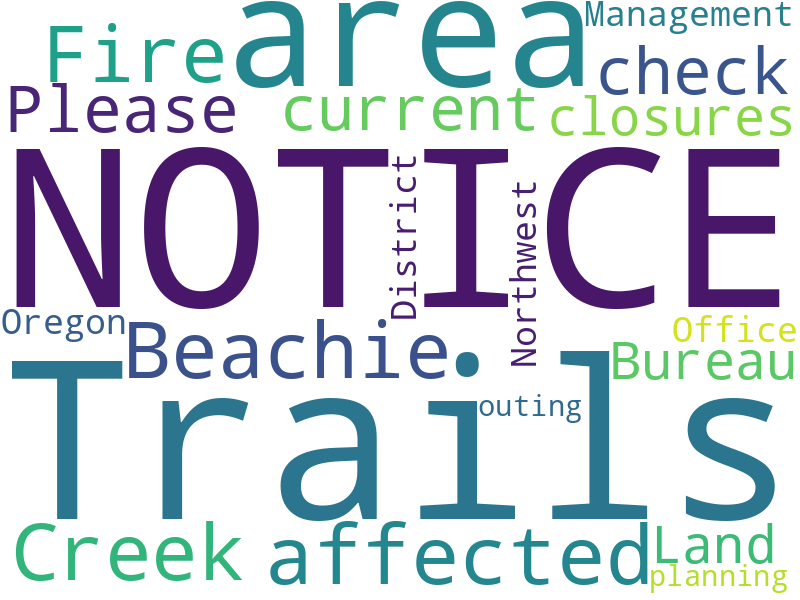 area
Management
Fire
check
Please
current
closures
NOTICE
District
Northwest
Oregon
Beachie
Office
Bureau
Trails
outing
Creek
affected
Land
planning